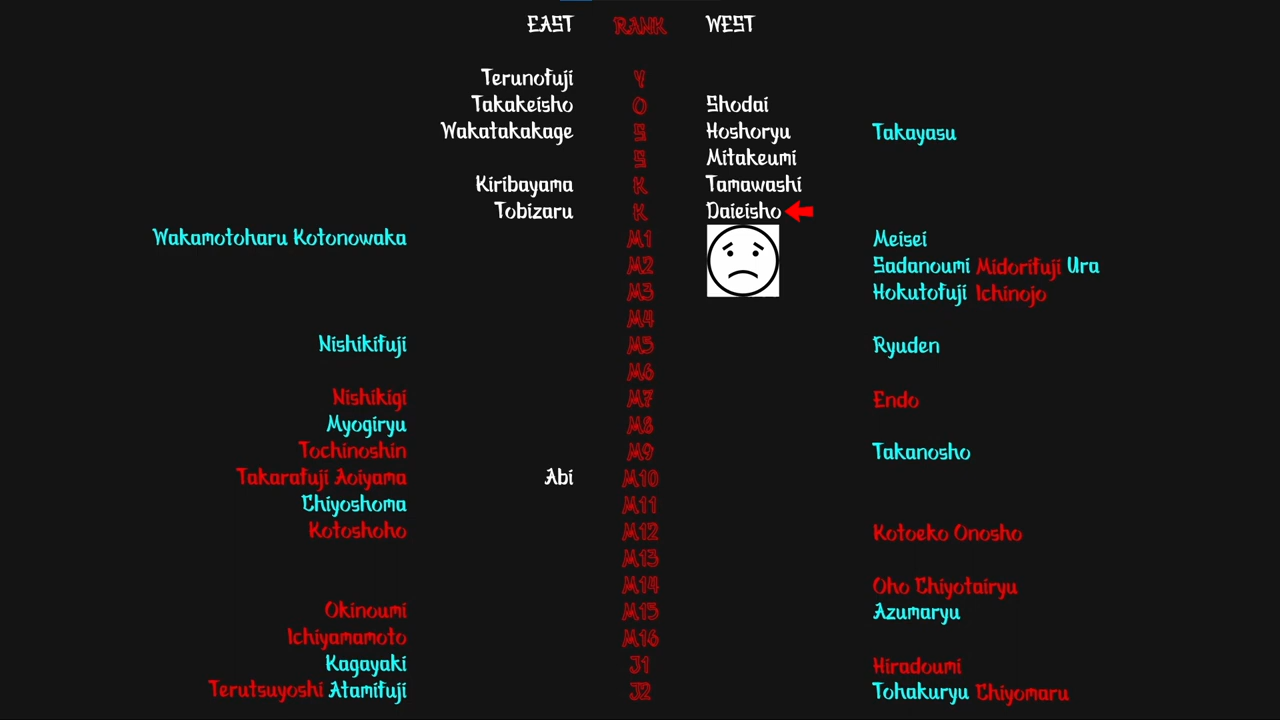 EAST RANK WEST
Terunofuji Y
Takakeisho O Shodai
Wakatakakage S Hoshoryu Takayasu
S Mitakeumi
Kiribayama K Tamawashi
Tobizaru K Daieisho
Wakamotoharu Kotonowaka M1 Meisei
M2 Sadanoumi Midorifuji Ura
M3 Hokutofuji Ichinojo
M4
Nishikifuji M5 Ryuden
M6
Nishikigi M7 Endo
Myogiryu M8
Tochinoshin M9 Takanosho
Takarafuji Aoiyama Abi M10
Chiyoshoma M11
Kotoshoho M12 Kotoeko Onosho
M13
M14 Oho Chiyotairyu
Okinoumi M15 Azumaryu
Ichiyamamoto M16
Kagayaki J1 Hiradoumi
Terutsuyoshi Atamifuji J2 Tohakuryu Chiyomaru